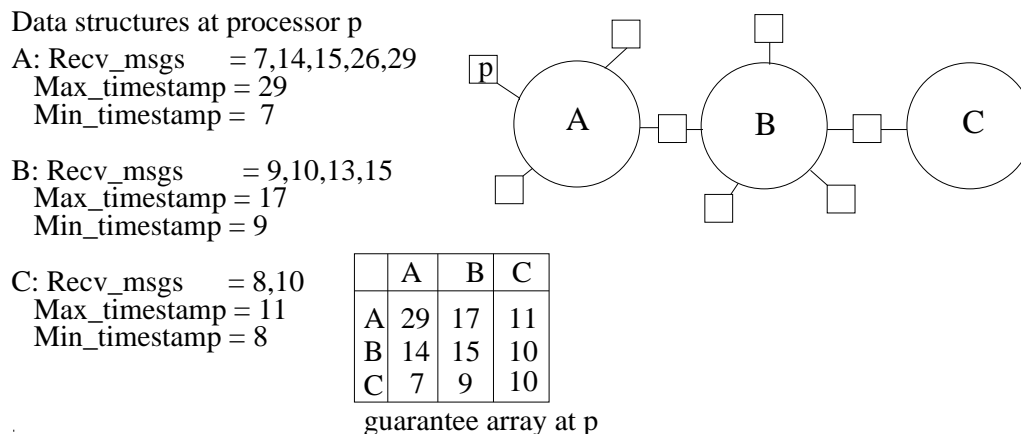 Data structures at processor p
A: Recv_msgs = 7,14,15,26,29
Max_timestamp = 29
Min_timestamp = 7
B: Recv_msgs = 9,10,13,15
Max_timestamp = 17
Min_timestamp = 9
C: Recv_msgs = 8,10
Max_timestamp = 11
Min_timestamp = 8
p
A
B
C
A B C
A 29 17 11
B 14 15 10
C 7 9 10
guarantee array at p